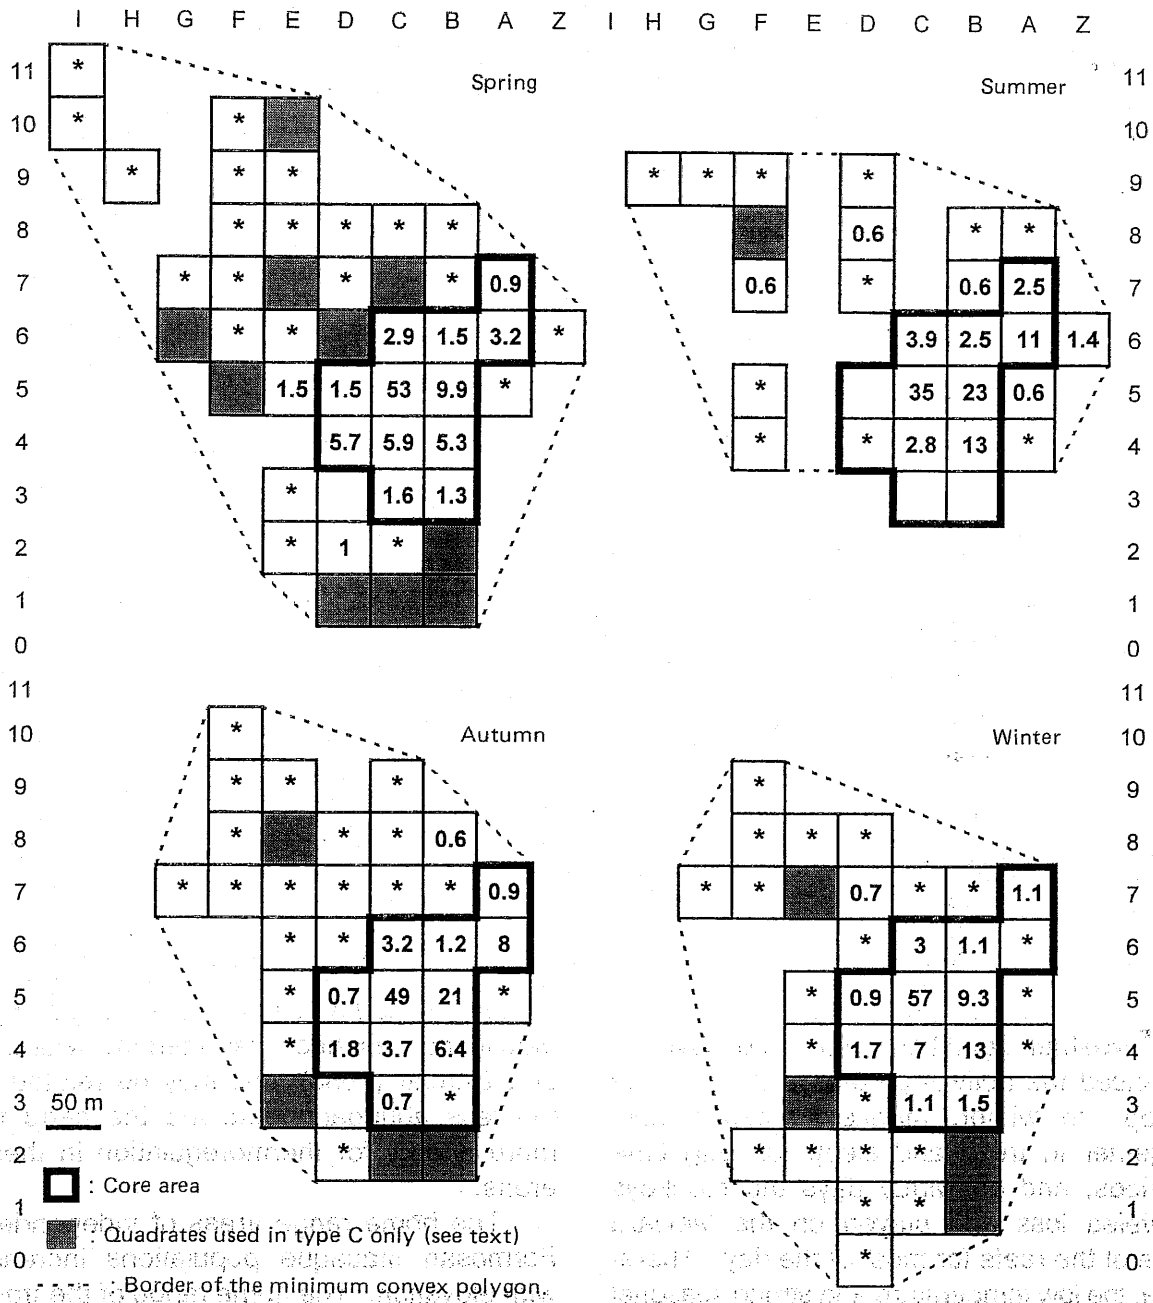 I H G F E D C B A Z I H G F E D C B A Z
Spring
Summer
11 * 11
10 * * 10
9 * * * * * * * 9
8 * * * * * 0.6 * * 8
7 * * * * 0.9 0.6 * 0.6 2.5 7
6 * * 2.9 1.5 3.2 * 3.9 2.5 11 1.4 6
5 1.5 1.5 53 9.9 * * 35 23 0.6 5
4 5.7 5.9 5.3 * * 2.8 13 * 4
3 * 1.6 1.3 3
2 * 1 * 2
1 1
0 0
11 11
Autumn
Winter
10 * 10
9 * * * * 9
8 * * * 0.6 * * * 8
7 * * * * * * 0.9 * * 0.7 * * 1.1 7
6 * * 3.2 1.2 8 * 3 1.1 * 6
5 * 0.7 49 21 * * 0.9 57 9.3 * 5
4 * 1.8 3.7 6.4 * 1.7 7 13 * 4
3 0.7 * * 1.1 1.5 3
50 m
2 * * * * * 2
: Core area
1 * * 1
: Quadrates used in type C only (see text)
0 * 0
: Border of the minimum convex polygon.